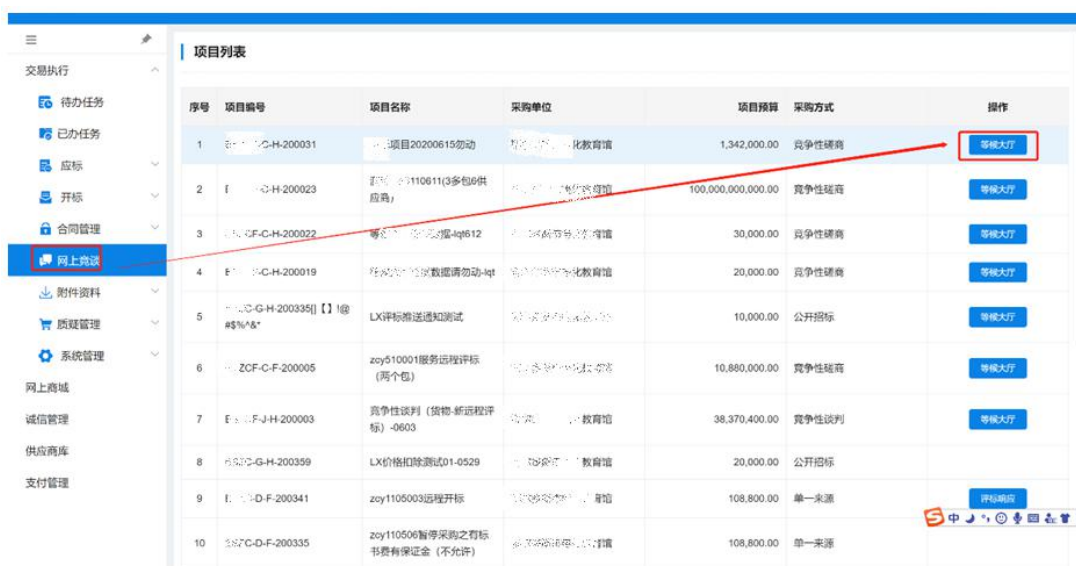 项目列表
交易执行
待办任务
已办任务
应标
开标
合同管理
网上竞谈
附件资料
质疑管理
系统管理
网上商城
诚信管理
供应商库
支付管理
序号 项目编号 项目名称 采购单位 项目预算 采购方式 操作
1 C-H-200031 项目20200615勿动 化教育馆 1,342,000.00 竞争性磋商 等候大厅
2 C-H-200023 110611(3多包6供
应商) 100,000,000,000.00 竞争性磋商 等候大厅
3 CF-C-H-200022 -lqt612 30,000.00 竞争性磋商 等候大厅
4 C-H-200019 数据请勿动-lqt 化教育馆 20,000.00 竞争性磋商 等候大厅
5 C-G-H-200335[]【】!@
#$%^&* LX评标推送通知测试 10,000.00 公开招标 等候大厅
6 ZCF-C-F-200005 zcy510001服务远程评标
(两个包) 10,880,000.00 竞争性磋商 等候大厅
7 F-J-H-200003 竞争性谈判(货物-新远程评
标)-0603 教育馆 38,370,400.00 竞争性谈判 等候大厅
8 C-G-H-200359 LX价格扣除测试01-0529 教育馆 20,000.00 公开招标
9 D-F-200341 zcy1105003远程开标 108,800.00 单一来源 评标响应
10 C-D-F-200335 zcy110506暂停采购之有标
书费有保证金(不允许) 108,800.00 单一来源
中